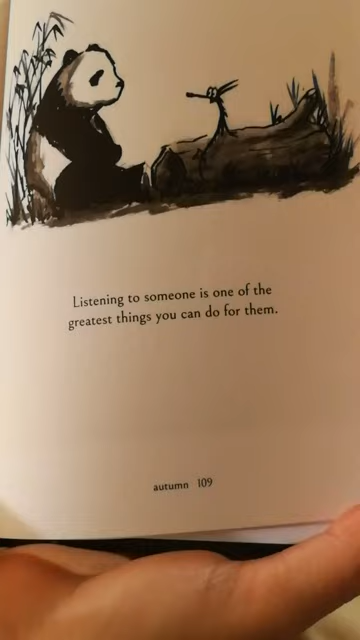 Listening to someone is one of the
greatest things you can do for them.
autumn 109